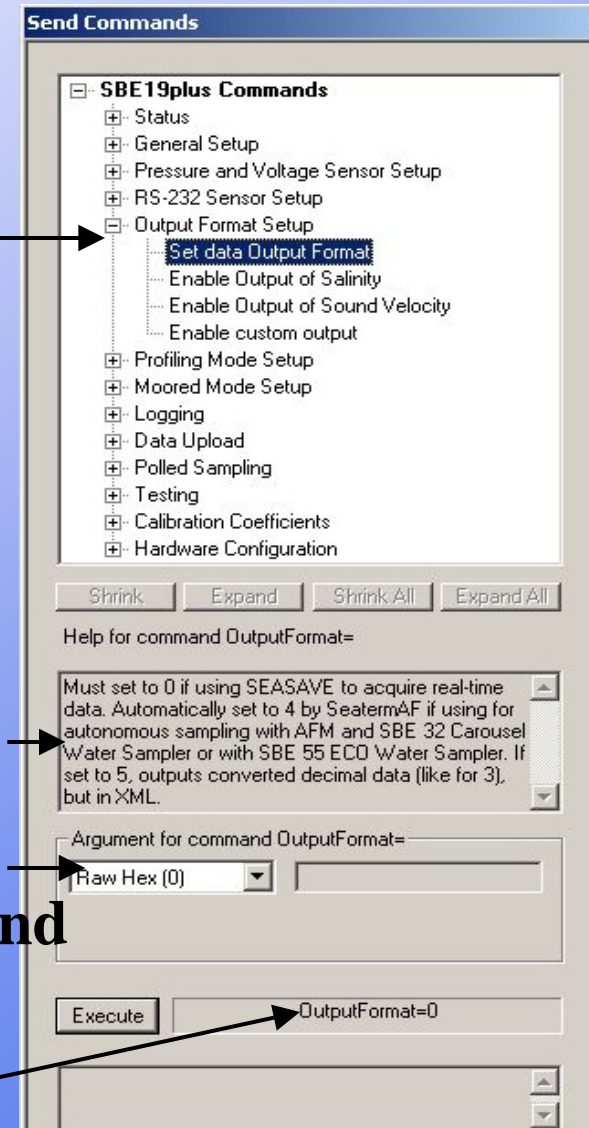 Send Commands
SBE19plus Commands
Status
General Setup
Pressure and Voltage Sensor Setup
RS-232 Sensor Setup
Output Format Setup
Set data Output Format
Enable Output of Salinity
Enable Output of Sound Velocity
Enable custom output
Profiling Mode Setup
Moored Mode Setup
Logging
Data Upload
Polled Sampling
Testing
Calibration Coefficients
Hardware Configuration
Shrink Expand Shrink All Expand All
Help for command OutputFormat=
Must set to 0 if using SEASAVE to acquire real-time
data. Automatically set to 4 by SeatermAF if using for
autonomous sampling with AFM and SBE 32 Carousel
Water Sampler or with SBE 55 ECO Water Sampler. If
set to 5, outputs converted decimal data (like for 3),
but in XML.
Argument for command OutputFormat=
Raw Hex (0)
nd
Execute OutputFormat=0